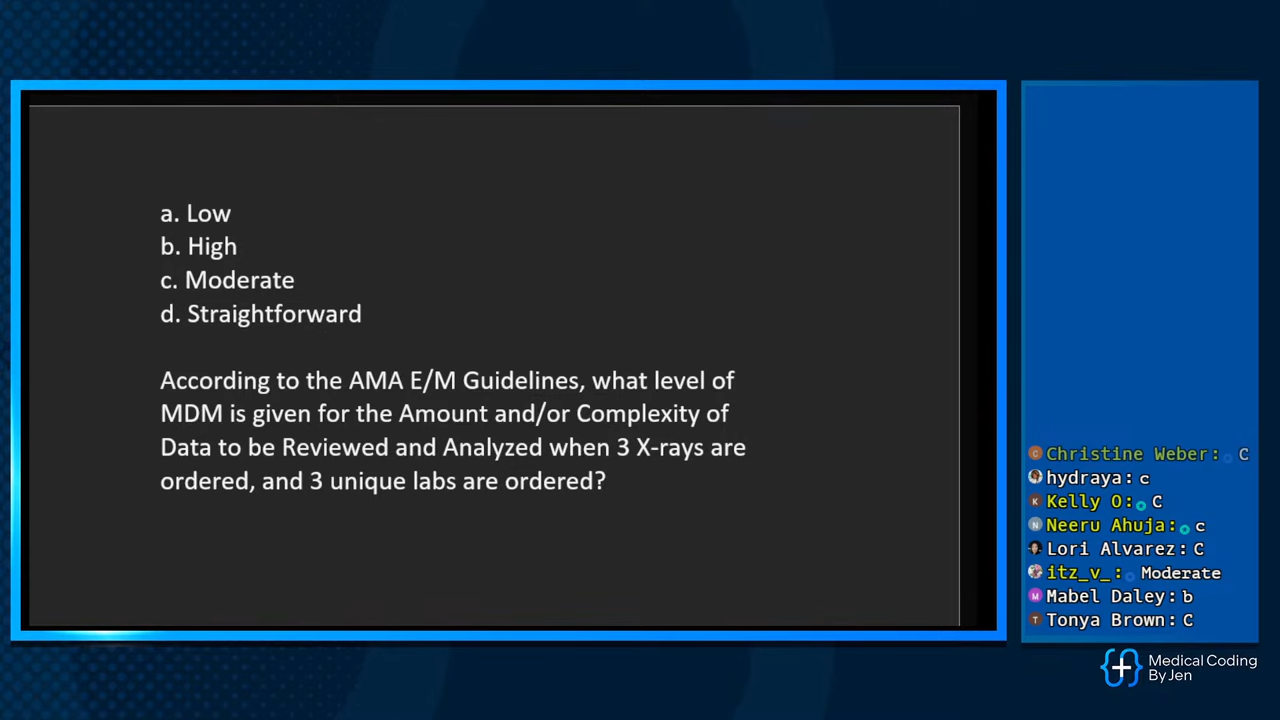 a. Low
b. High
c. Moderate
d. Straightforward
According to the AMA E/M Guidelines, what level of
MDM is given for the Amount and/or Complexity of
Data to be Reviewed and Analyzed when 3 X-rays are
ordered, and 3 unique labs are ordered?
Christine Weber: C
hydraya: c
Kelly O: C
Neeru Ahuja: c
Lori Alvarez: C
itz_v_: Moderate
Mabel Daley: b
Tonya Brown: C
Medical Coding
By Jen